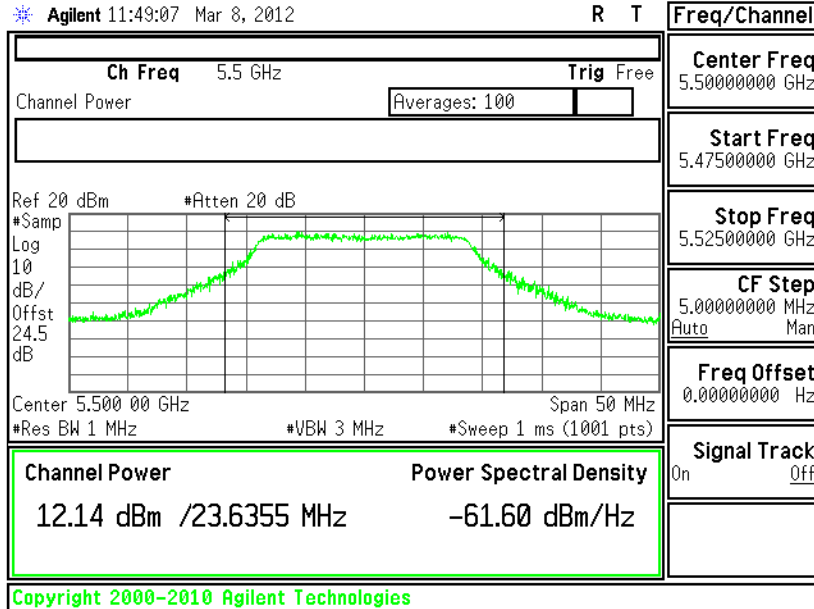 Agilent 11:49:07 Mar 8, 2012 R T
Freq/Channel
Ch Freq 5.5 GHz Trig Free
Channel Power Averages: 100
Ref 20 dBm #Atten 20 dB
#Samp
Log
10
dB/
Offst
24.5
dB
Center 5.500 00 GHz Span 50 MHz
#Res BW 1 MHz #VBW 3 MHz #Sweep 1 ms (1001 pts)
Channel Power Power Spectral Density
12.14 dBm /23.6355 MHz -61.60 dBm/Hz
Center Freq
5.50000000 GHz
Start Freq
5.47500000 GHz
Stop Freq
5.52500000 GHz
CF Step
5.00000000 MHz
Auto Man
Freq Offset
0.00000000 Hz
Signal Track
On Off
Copyright 2000-2010 Agilent Technologies